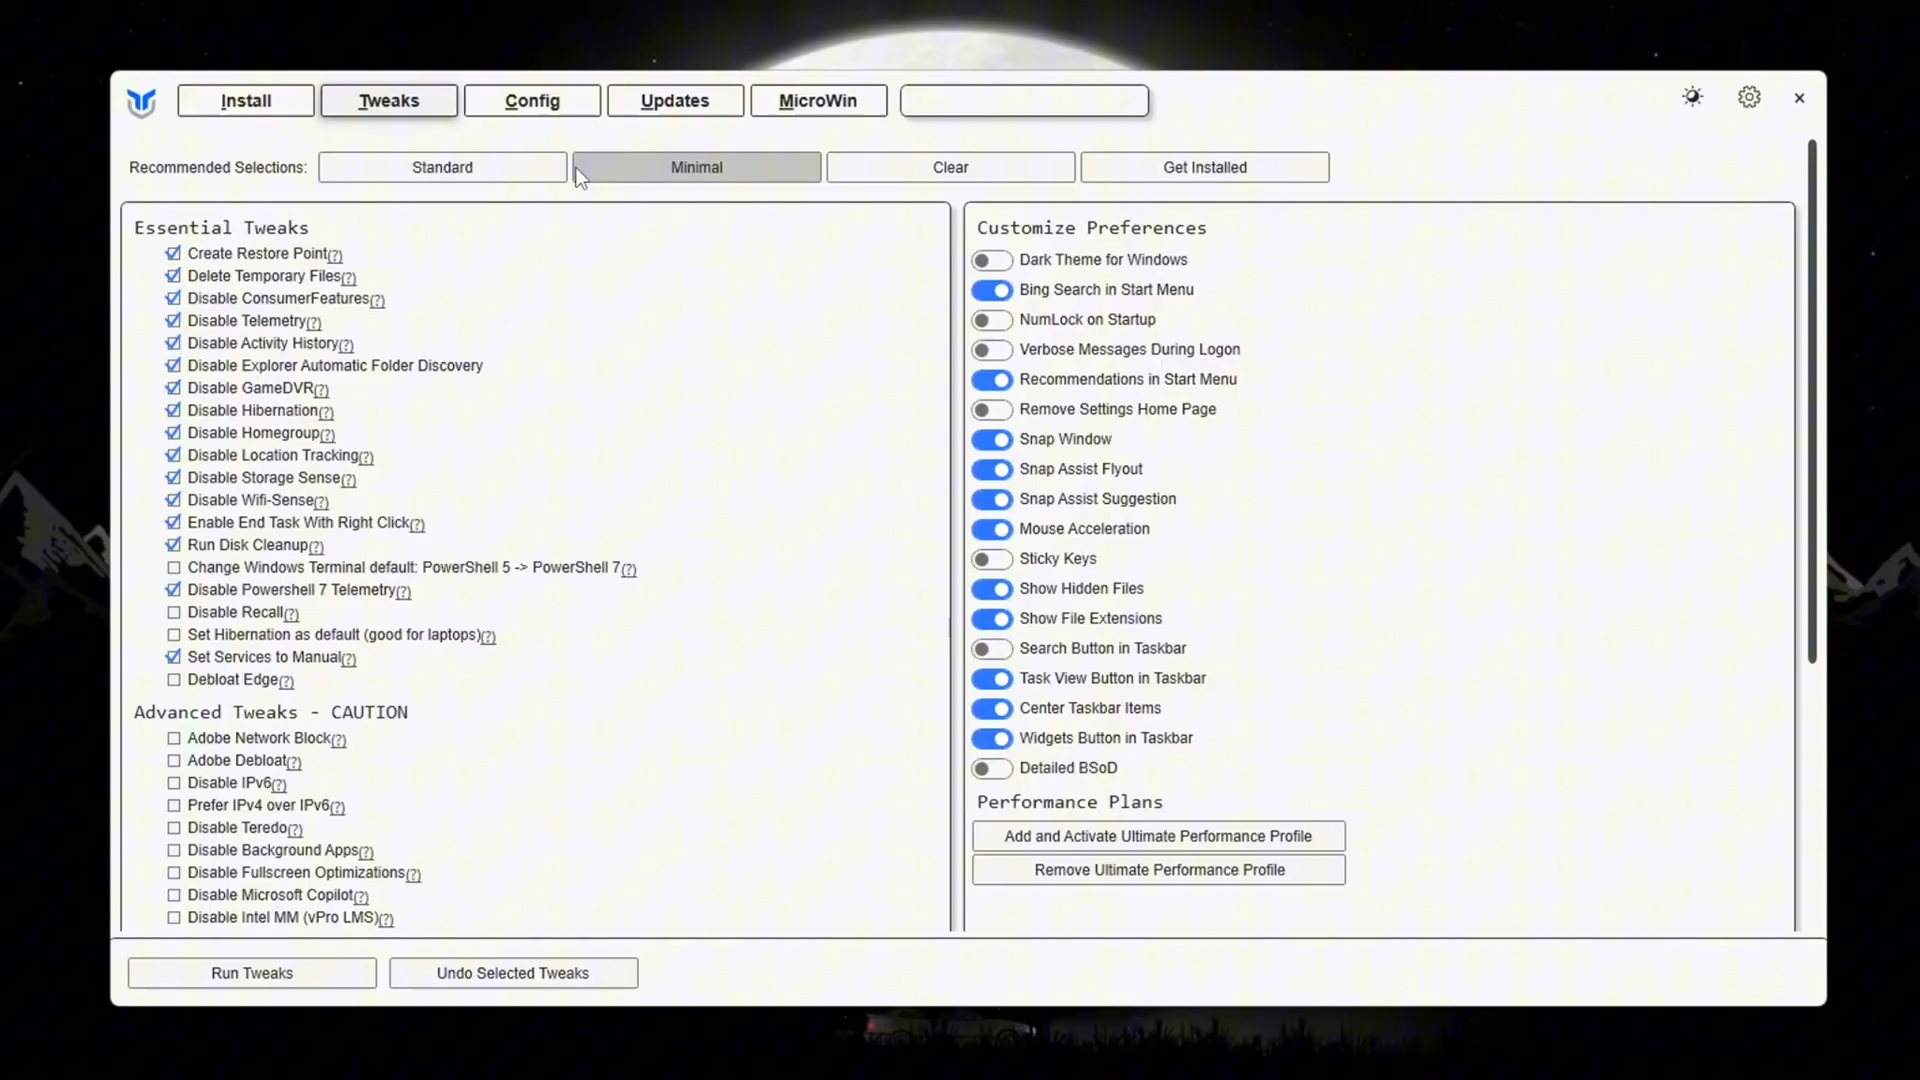 Install
Tweaks
Config
Updates
MicroWin
Recommended Selections:
Standard
Minimal
Clear
Get Installed
Essential Tweaks
Create Restore Point(?)
Delete Temporary Files(?)
Disable ConsumerFeatures(?)
Disable Telemetry(?)
Disable Activity History(?)
Disable Explorer Automatic Folder Discovery
Disable GameDVR(?)
Disable Hibernation(?)
Disable Homegroup(?)
Disable Location Tracking(?)
Disable Storage Sense(?)
Disable Wifi-Sense(?)
Enable End Task With Right Click(?)
Run Disk Cleanup(?)
Change Windows Terminal default: PowerShell 5 -> PowerShell 7(?)
Disable Powershell 7 Telemetry(?)
Disable Recall(?)
Set Hibernation as default (good for laptops)(?)
Set Services to Manual(?)
Debloat Edge(?)
Advanced Tweaks - CAUTION
Adobe Network Block(?)
Adobe Debloat(?)
Disable IPv6(?)
Prefer IPv4 over IPv6(?)
Disable Teredo(?)
Disable Background Apps(?)
Disable Fullscreen Optimizations(?)
Disable Microsoft Copilot(?)
Disable Intel MM (vPro LMS)(?)
Customize Preferences
Dark Theme for Windows
Bing Search in Start Menu
NumLock on Startup
Verbose Messages During Logon
Recommendations in Start Menu
Remove Settings Home Page
Snap Window
Snap Assist Flyout
Snap Assist Suggestion
Mouse Acceleration
Sticky Keys
Show Hidden Files
Show File Extensions
Search Button in Taskbar
Task View Button in Taskbar
Center Taskbar Items
Widgets Button in Taskbar
Detailed BSoD
Performance Plans
Add and Activate Ultimate Performance Profile
Remove Ultimate Performance Profile
Run Tweaks
Undo Selected Tweaks